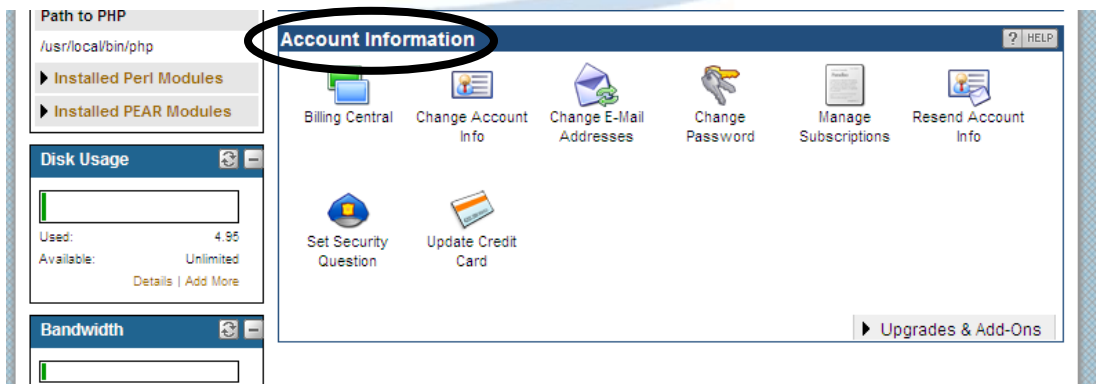 Path to PHP
/usr/local/bin/php
Installed Perl Modules
Installed PEAR Modules
Disk Usage
Used: 4.95
Available: Unlimited
Details | Add More
Bandwidth
Account Information
? HELP
Billing Central
Change Account
Info
Change E-Mail
Addresses
Change
Password
Manage
Subscriptions
Resend Account
Info
Set Security
Question
Update Credit
Card
Upgrades & Add-Ons